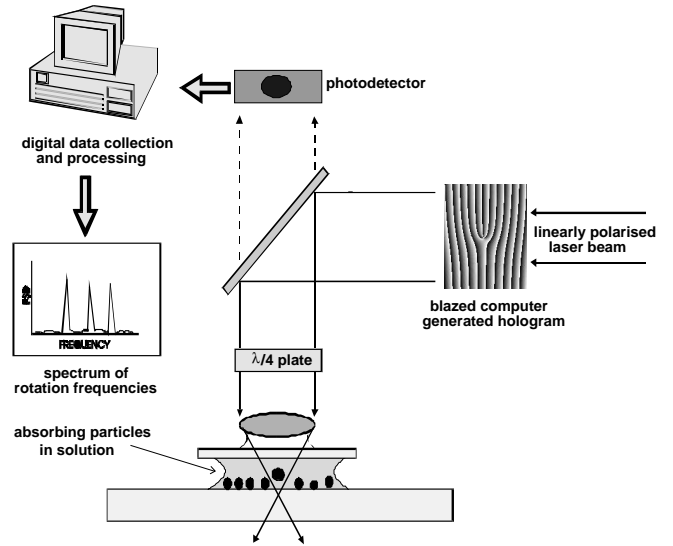 photodetector
digital data collection
and processing
linearly polarised
laser beam
blazed computer
generated hologram
λ/4 plate
FREQUENCY
spectrum of
rotation frequencies
absorbing particles
in solution